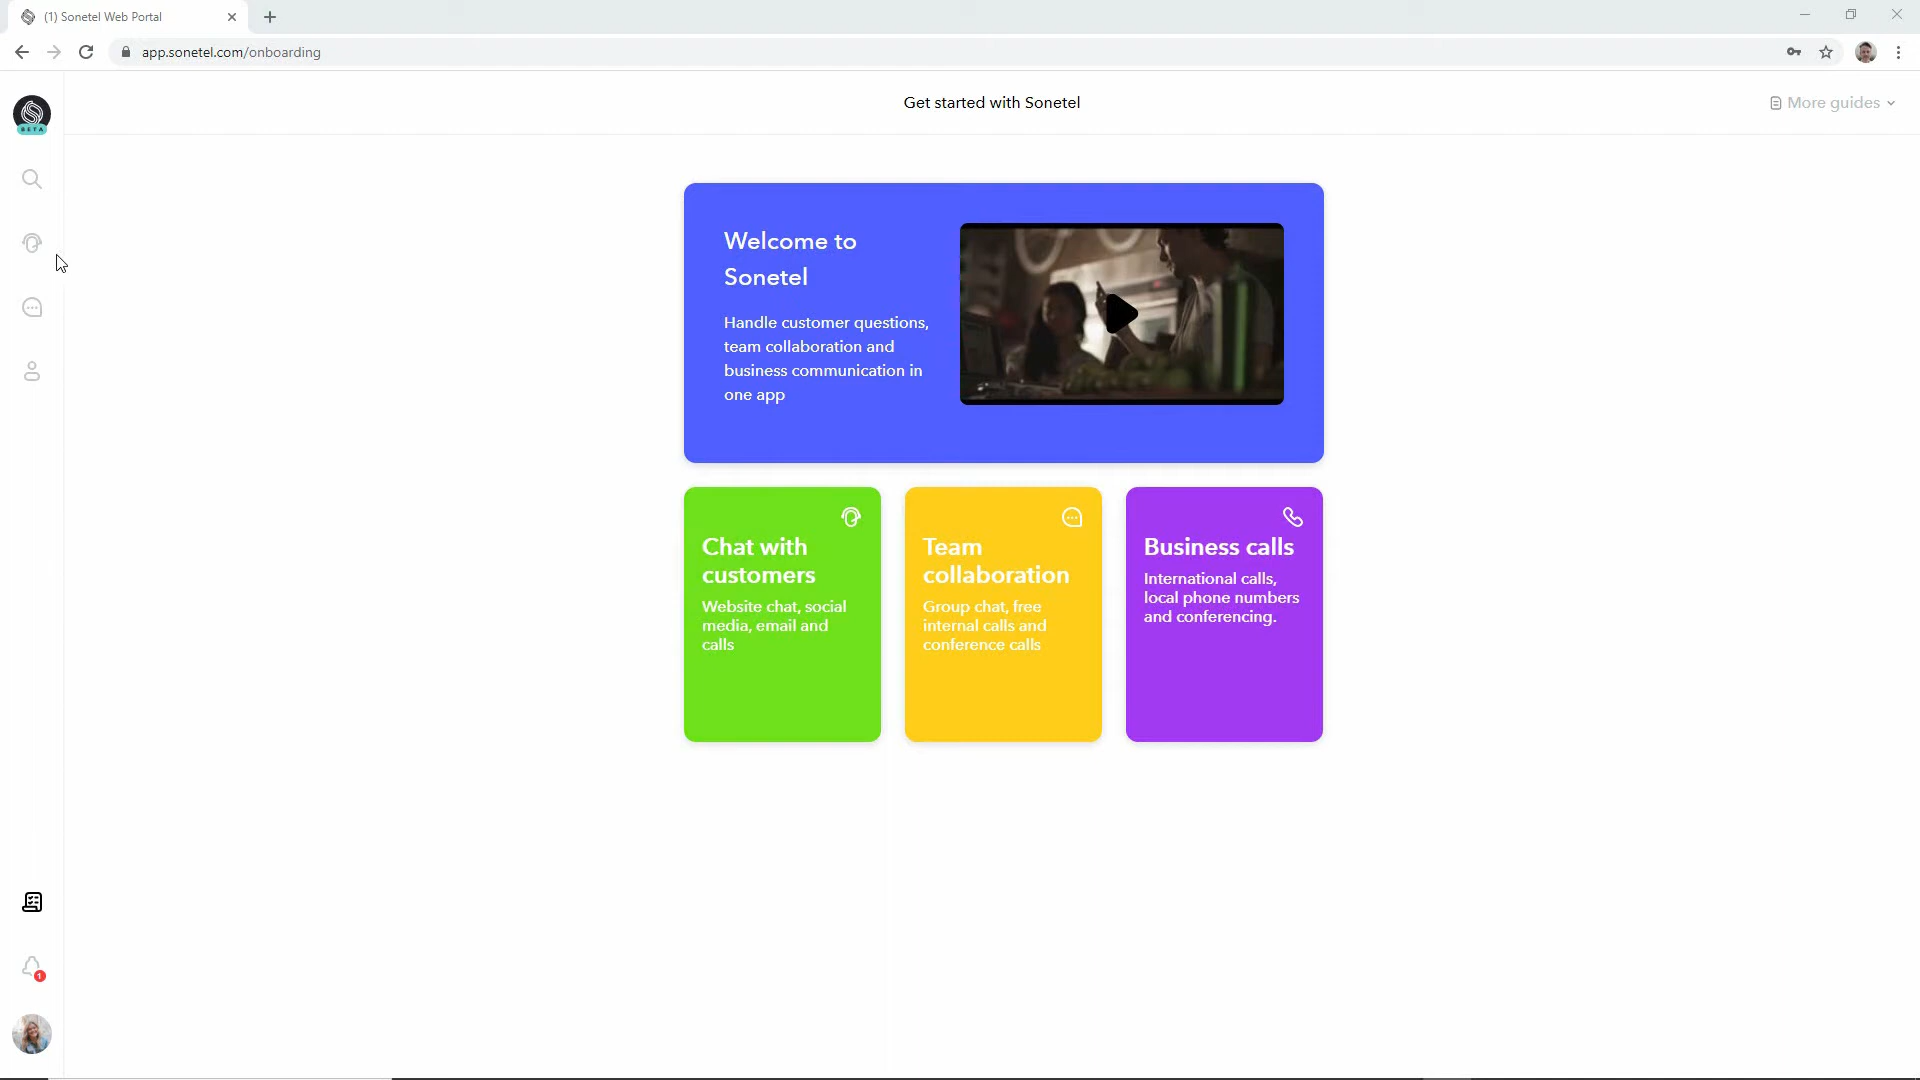 (1) Sonetel Web Portal
app.sonetel.com/onboarding
BETA
Get started with Sonetel
More guides
Welcome to
Sonetel
Handle customer questions,
team collaboration and
business communication in
one app
Chat with
customers
Website chat, social
media, email and
calls
Team
collaboration
Group chat, free
internal calls and
conference calls
Business calls
International calls,
local phone numbers
and conferencing.
1